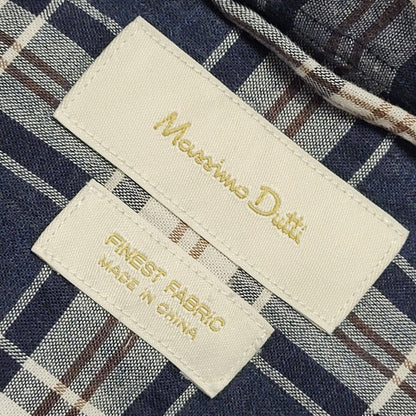 Massimo Dutti
FINEST FABRIC
MADE IN CHINA